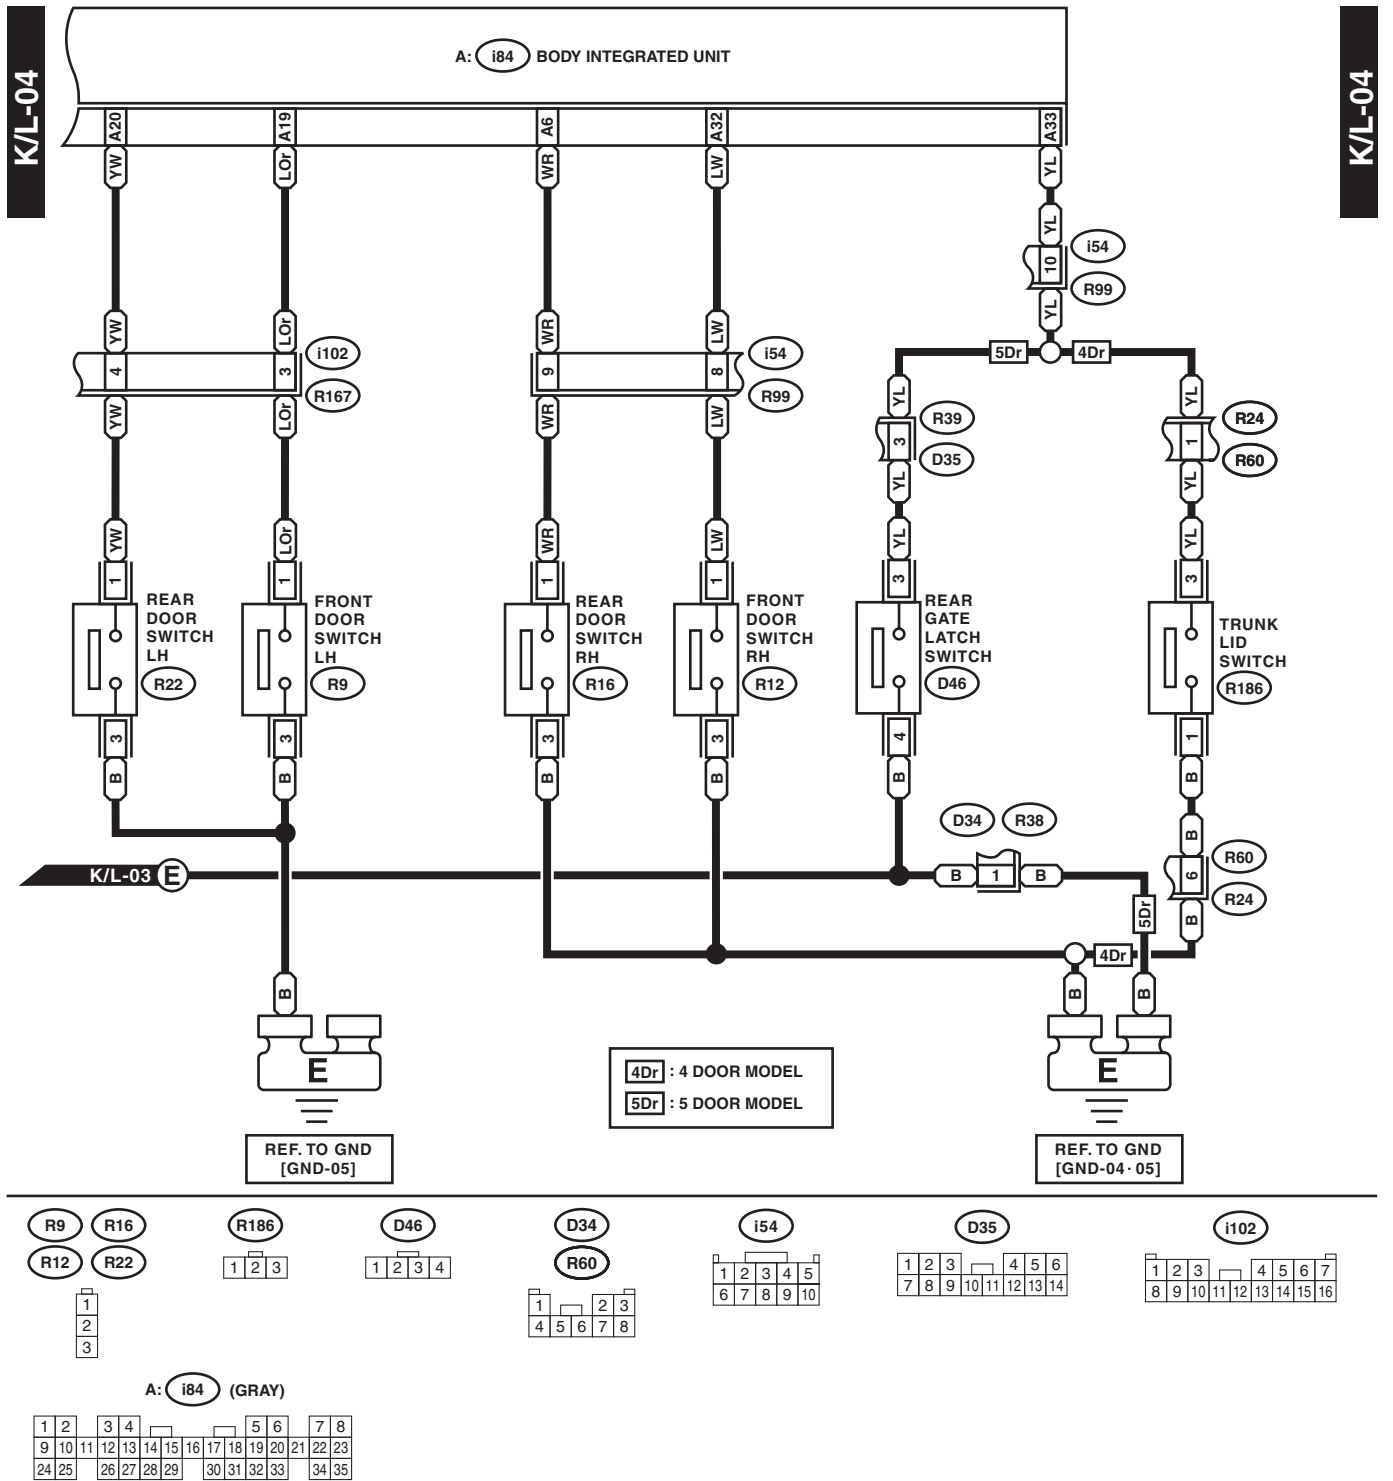 K/L-04
K/L-04
A: i84 BODY INTEGRATED UNIT
A20 A19 A6 A32 A33
YW LOr WR LW YL
YL
i54
10
R99
YL
YW LOr WR LW
5Dr 4Dr
4 3 i102
R167
9 8 i54
R99
YW LOr WR LW
YL YL
3 R39
D35
1 R24
R60
YL YL
YW LOr WR LW YL YL
1 1 1 1 3 3
REAR
DOOR
SWITCH
LH
R22
FRONT
DOOR
SWITCH
LH
R9
REAR
DOOR
SWITCH
RH
R16
FRONT
DOOR
SWITCH
RH
R12
REAR
GATE
LATCH
SWITCH
D46
TRUNK
LID
SWITCH
R186
3 3 3 3 4 1
B B B B B B
D34 R38
B
K/L-03 E
B 1 B
6 R60
R24
5Dr
B
4Dr
B B B
E E
4Dr : 4 DOOR MODEL
5Dr : 5 DOOR MODEL
REF. TO GND
[GND-05]
REF. TO GND
[GND-04·05]
R9 R16
R12 R22
1
2
3
R186
1 2 3
D46
1 2 3 4
D34
R60
1 2 3
4 5 6 7 8
i54
1 2 3 4 5
6 7 8 9 10
D35
1 2 3 4 5 6
7 8 9 10 11 12 13 14
i102
1 2 3 4 5 6 7
8 9 10 11 12 13 14 15 16
A: i84 (GRAY)
1 2 3 4 5 6 7 8
9 10 11 12 13 14 15 16 17 18 19 20 21 22 23
24 25 26 27 28 29 30 31 32 33 34 35